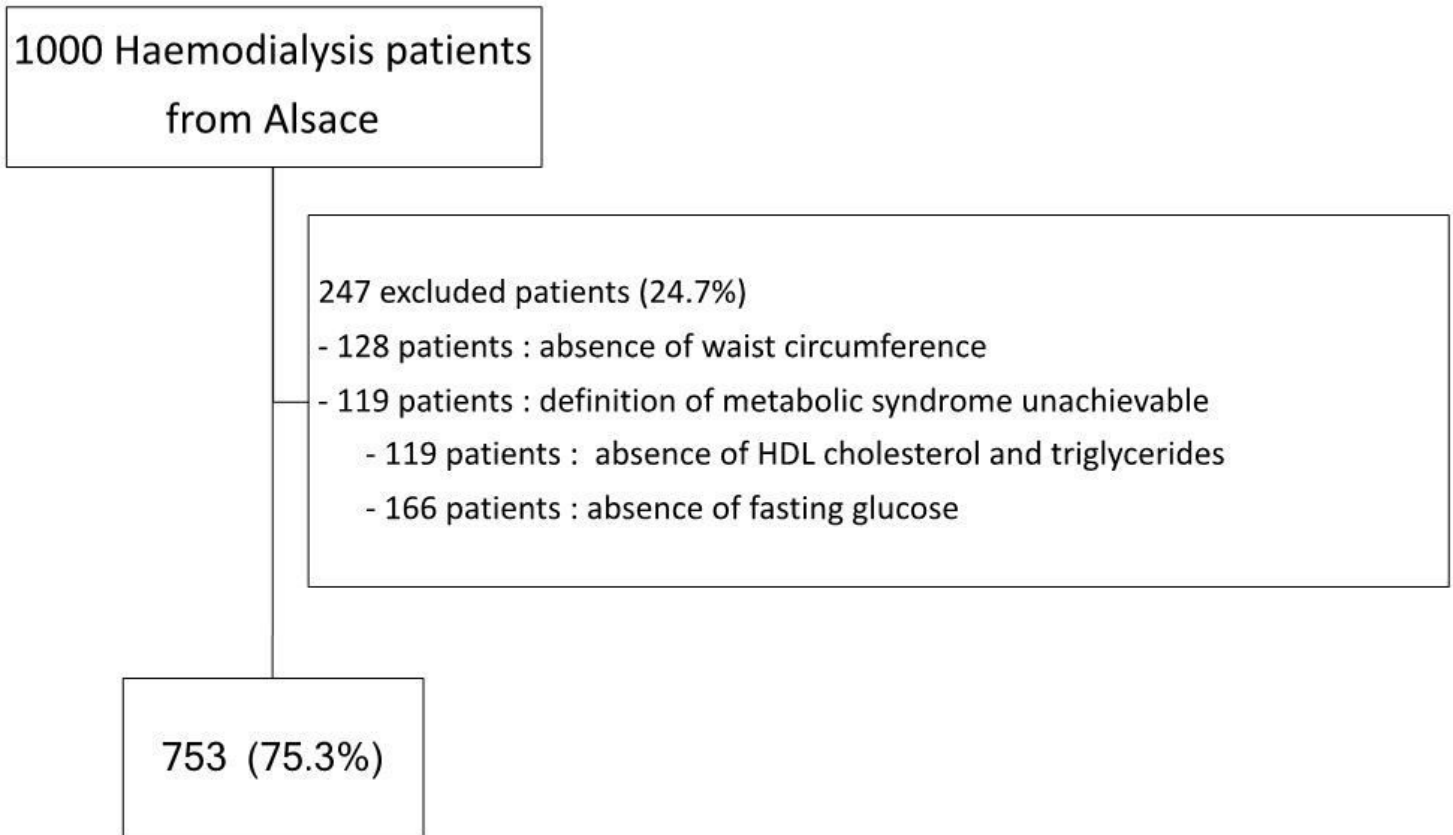 1000 Haemodialysis patients
from Alsace
247 excluded patients (24.7%)
- 128 patients : absence of waist circumference
- 119 patients : definition of metabolic syndrome unachievable
- 119 patients :  absence of HDL cholesterol and triglycerides
- 166 patients : absence of fasting glucose
753 (75.3%)